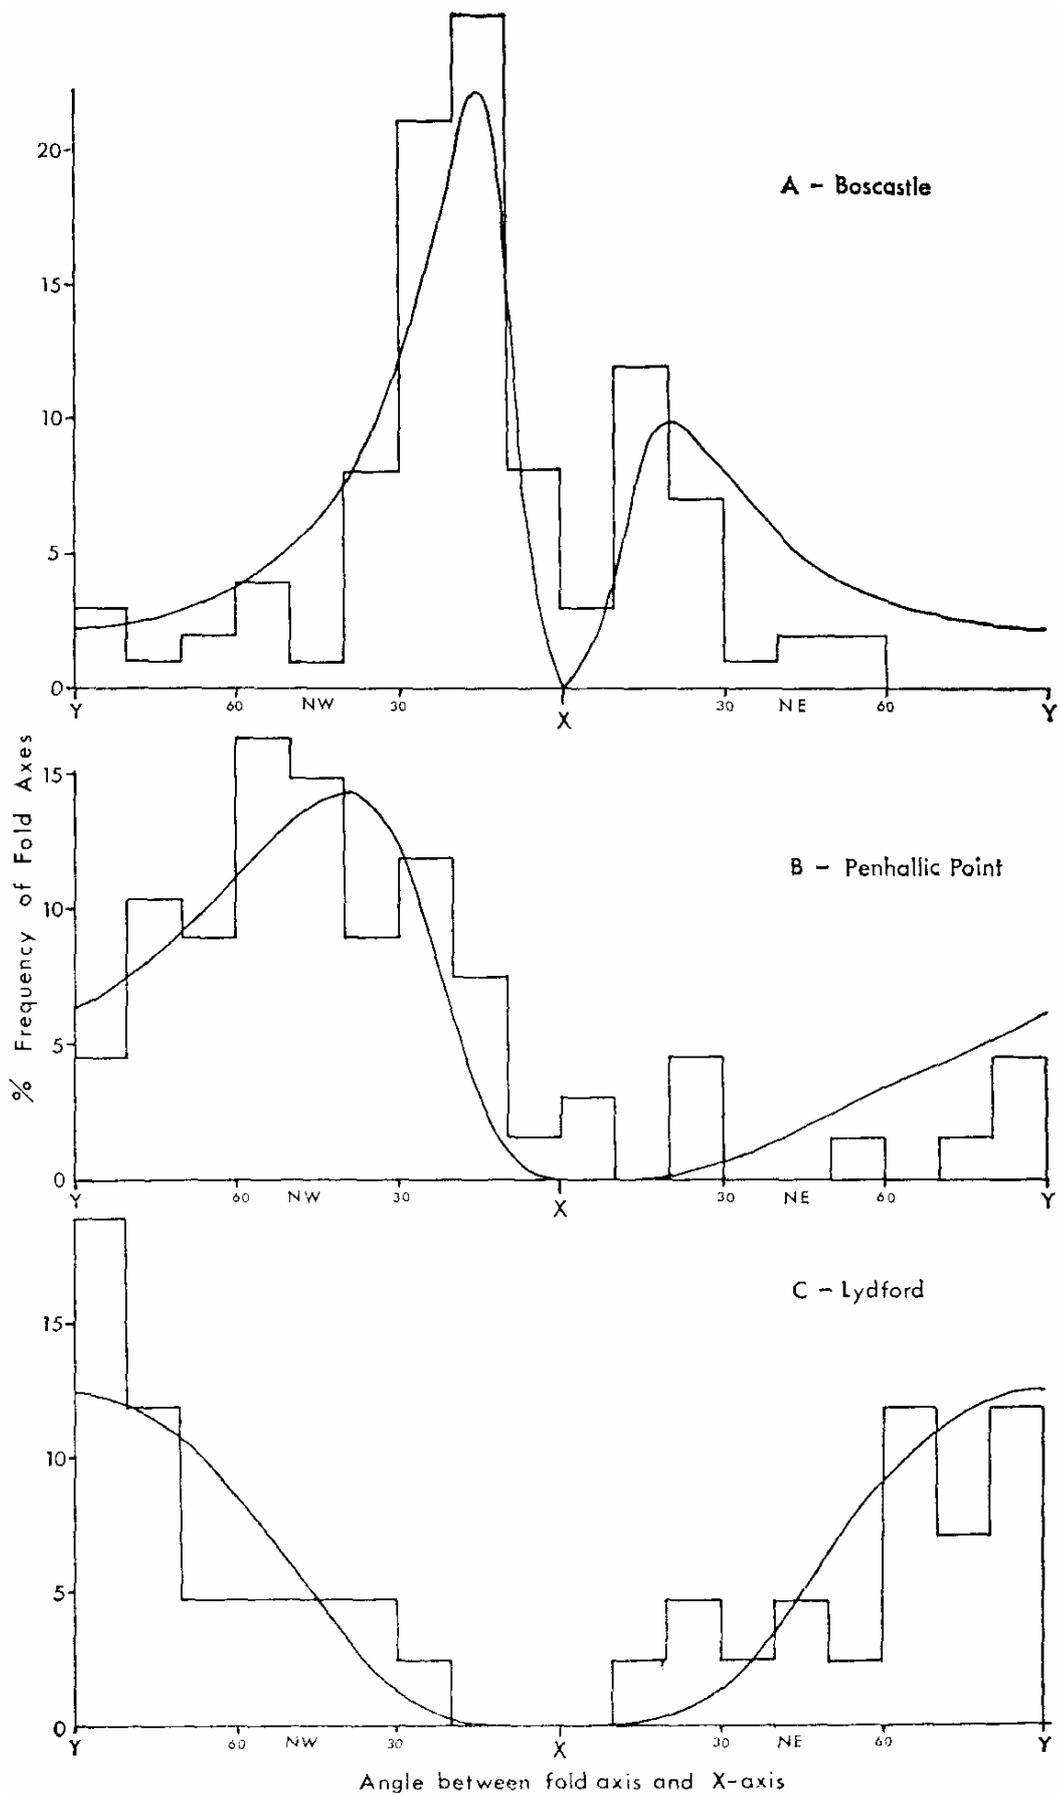 A - Boscastle
20
15
10
5
0
Y 60 NW 30 X 30 NE 60 Y
% Frequency of Fold Axes
B - Penhallic Point
15
10
5
0
Y 60 NW 30 X 30 NE 60 Y
C - Lydford
15
10
5
0
Y 60 NW 30 X 30 NE 60 Y
Angle between fold axis and X-axis